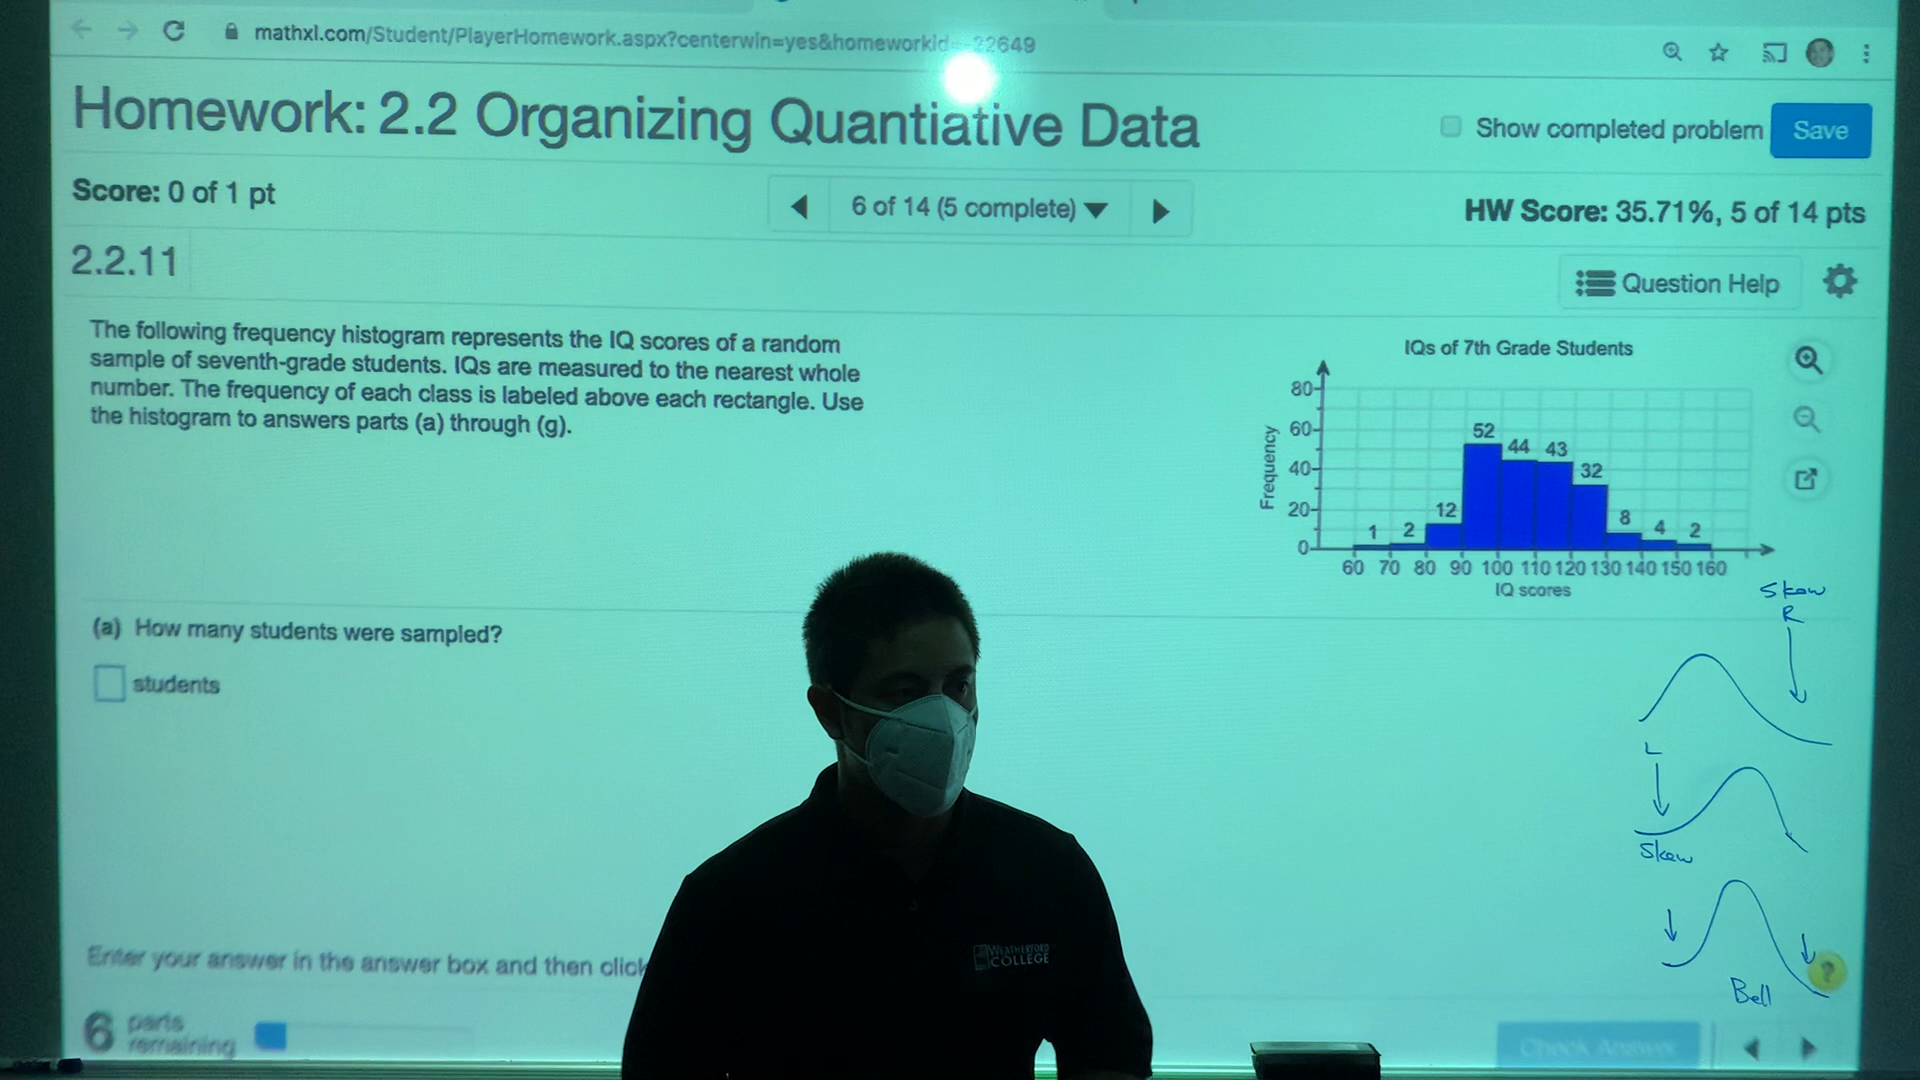 mathxl.com/Student/PlayerHomework.aspx?centerwin=yes&homeworkId=
22649
Homework: 2.2 Organizing Quantiative Data
Show completed problem
Save
Score: 0 of 1 pt
6 of 14 (5 complete)
HW Score: 35.71%, 5 of 14 pts
2.2.11
Question Help
The following frequency histogram represents the IQ scores of a random
sample of seventh-grade students. IQs are measured to the nearest whole
number. The frequency of each class is labeled above each rectangle. Use
the histogram to answers parts (a) through (g).
IQs of 7th Grade Students
Frequency
80
60
40
20
0
1 2 12 52 44 43 32 8 4 2
60 70 80 90 100 110 120 130 140 150 160
IQ scores
(a) How many students were sampled?
students
Skew
R
L
Skew
Bell
WEATHERFORD
COLLEGE
Enter your answer in the answer box and then click
6 parts
remaining
Check Answer
?